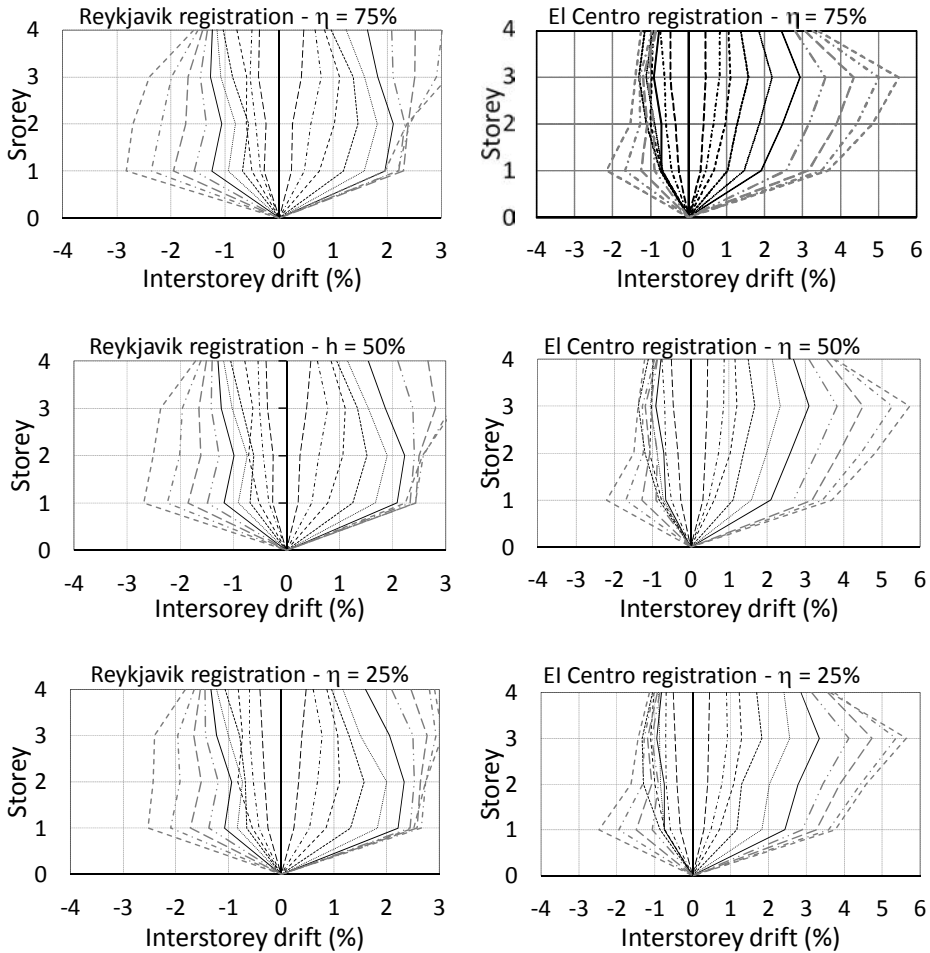 Reykjavik registration - η = 75%
4
3
2
1
0
Srorey
-4 -3 -2 -1 0 1 2 3
Interstorey drift (%)
El Centro registration - η = 75%
4
3
2
1
0
Storey
-4 -3 -2 -1 0 1 2 3 4 5 6
Interstorey drift (%)
Reykjavik registration - h = 50%
4
3
2
1
0
Storey
-4 -3 -2 -1 0 1 2 3
Intersorey drift (%)
El Centro registration - η = 50%
4
3
2
1
0
Storey
-4 -3 -2 -1 0 1 2 3 4 5 6
Interstorey drift (%)
Reykjavik registration - η = 25%
4
3
2
1
0
Storey
-4 -3 -2 -1 0 1 2 3
Interstorey drift (%)
El Centro registration - η = 25%
4
3
2
1
0
Storey
-4 -3 -2 -1 0 1 2 3 4 5 6
Interstorey drift (%)